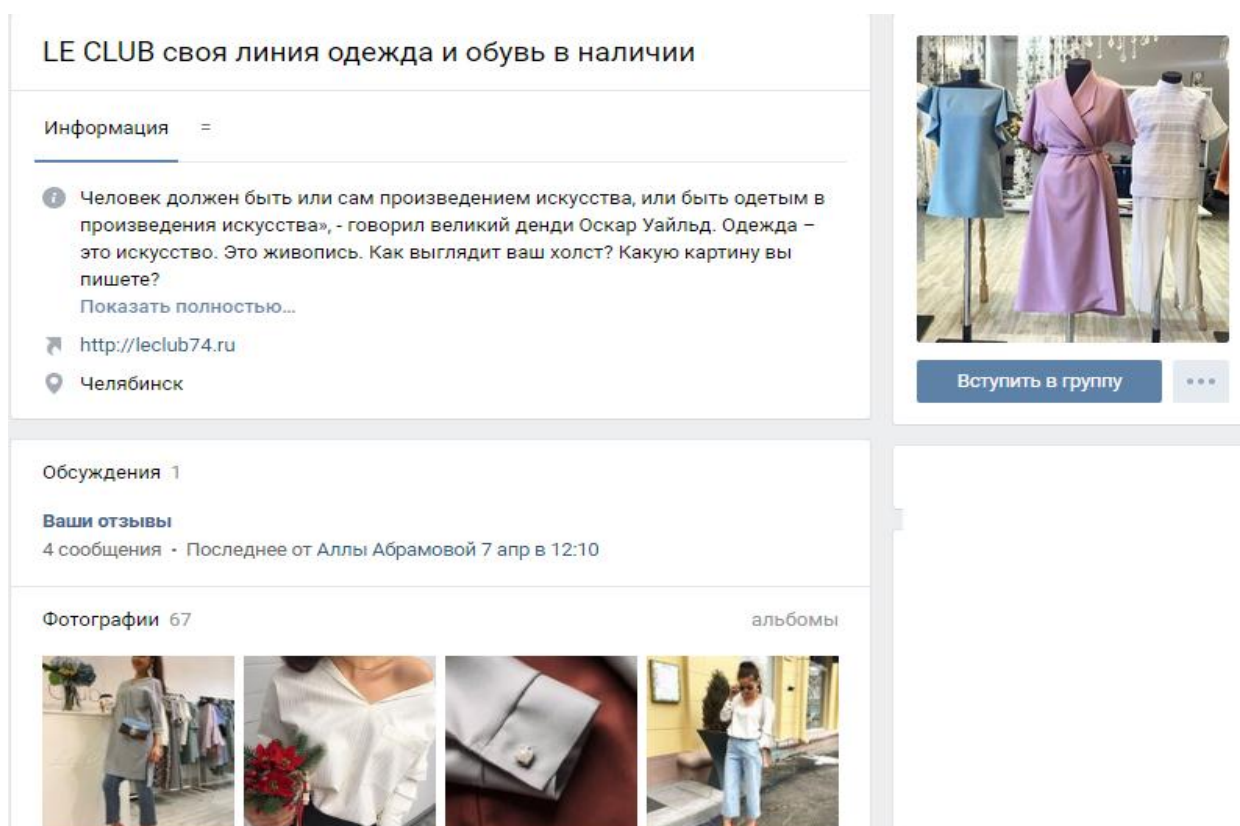 LE CLUB своя линия одежда и обувь в наличии
Информация =
Человек должен быть или сам произведением искусства, или быть одетым в
произведения искусства», - говорил великий денди Оскар Уайльд. Одежда –
это искусство. Это живопись. Как выглядит ваш холст? Какую картину вы
пишете?
Показать полностью...
http://leclub74.ru
Челябинск
Вступить в группу
Обсуждения 1
Ваши отзывы
4 сообщения · Последнее от Аллы Абрамовой 7 апр в 12:10
Фотографии 67 альбомы